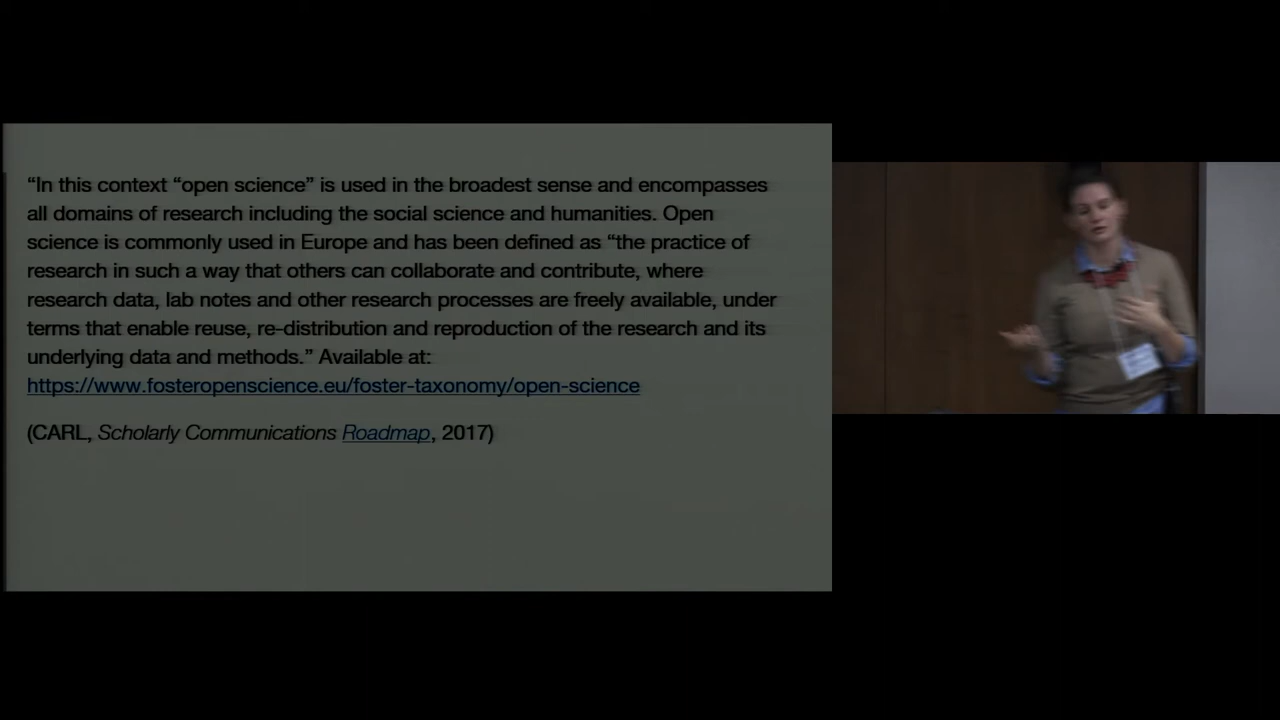 “In this context “open science” is used in the broadest sense and encompasses
all domains of research including the social science and humanities. Open
science is commonly used in Europe and has been defined as “the practice of
research in such a way that others can collaborate and contribute, where
research data, lab notes and other research processes are freely available, under
terms that enable reuse, re-distribution and reproduction of the research and its
underlying data and methods.” Available at:
https://www.fosteropenscience.eu/foster-taxonomy/open-science
(CARL, Scholarly Communications Roadmap, 2017)